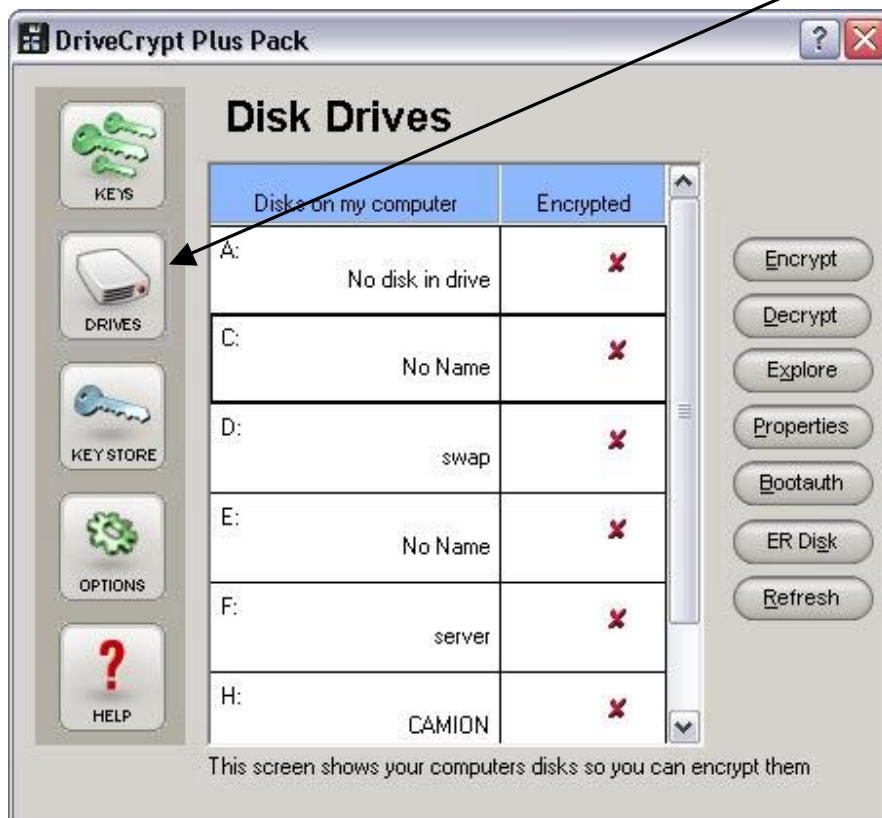 DriveCrypt Plus Pack
KEYS
DRIVES
KEY STORE
OPTIONS
HELP
Disk Drives
Disks on my computer Encrypted
A:
No disk in drive
C:
No Name
D:
swap
E:
No Name
F:
server
H:
CAMION
This screen shows your computers disks so you can encrypt them
Encrypt
Decrypt
Explore
Properties
Bootauth
ER Disk
Refresh